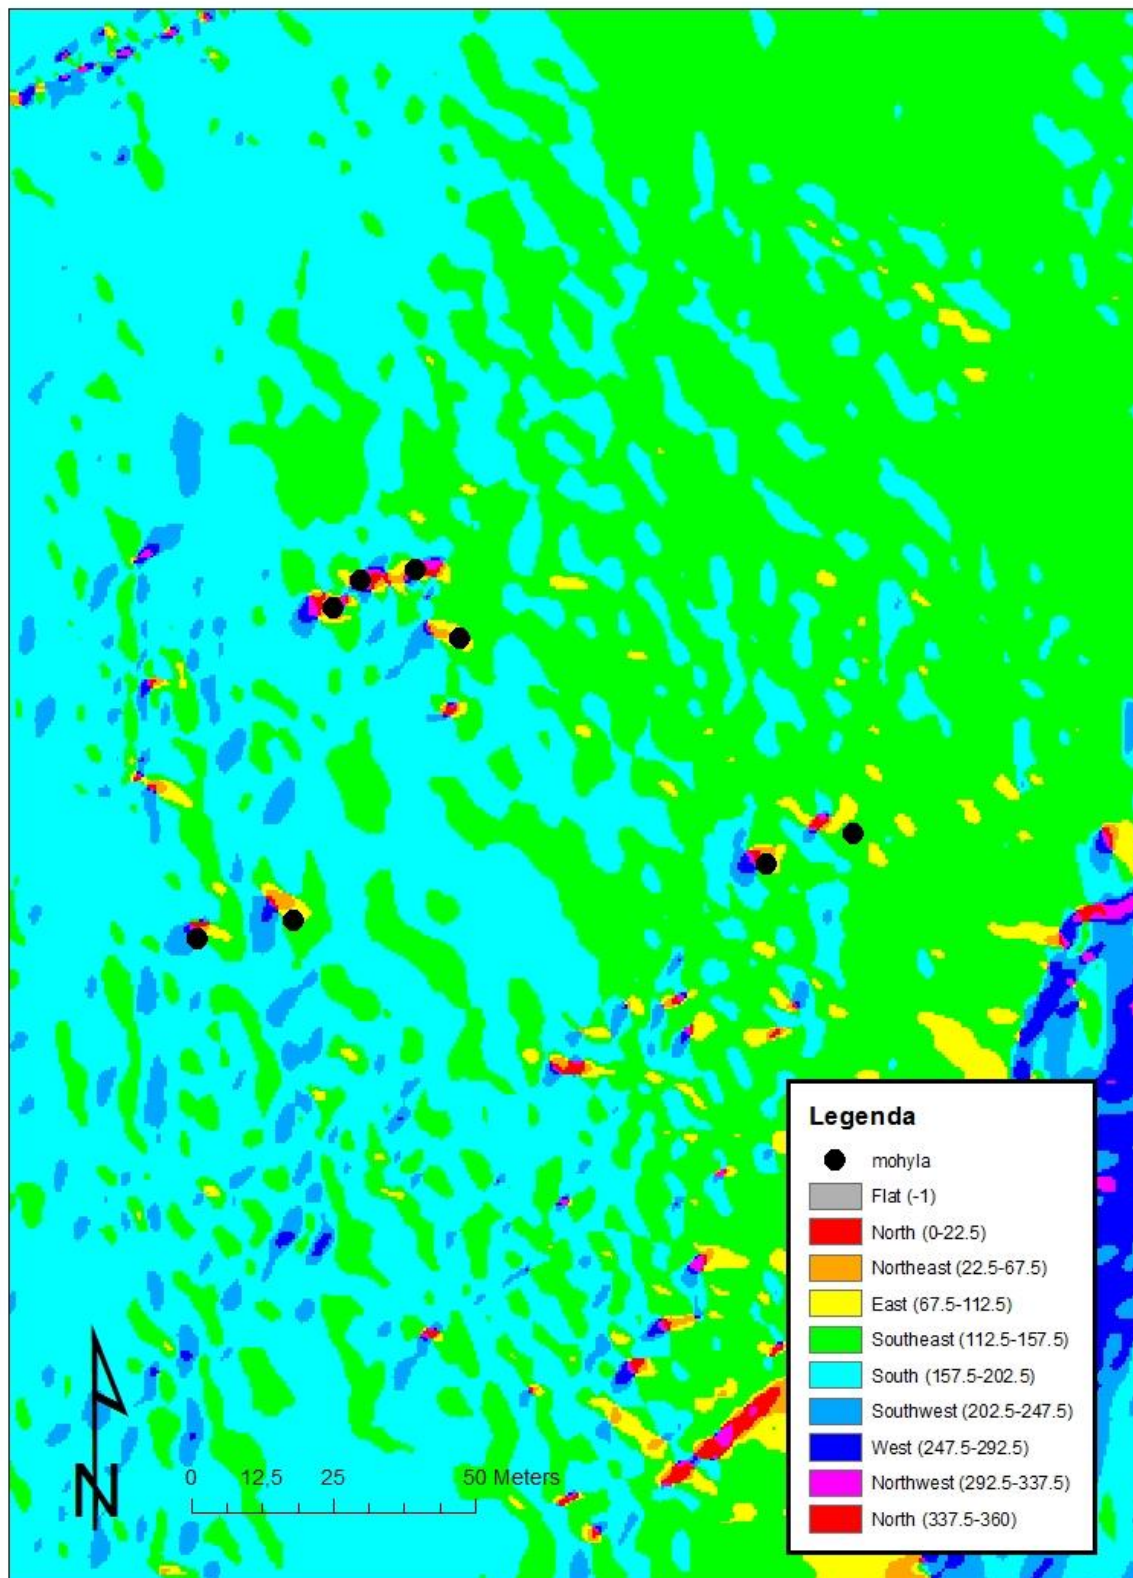 Legenda
mohyla
Flat (-1)
North (0-22.5)
Northeast (22.5-67.5)
East (67.5-112.5)
Southeast (112.5-157.5)
South (157.5-202.5)
Southwest (202.5-247.5)
West (247.5-292.5)
Northwest (292.5-337.5)
North (337.5-360)
N
0 12,5 25 50 Meters